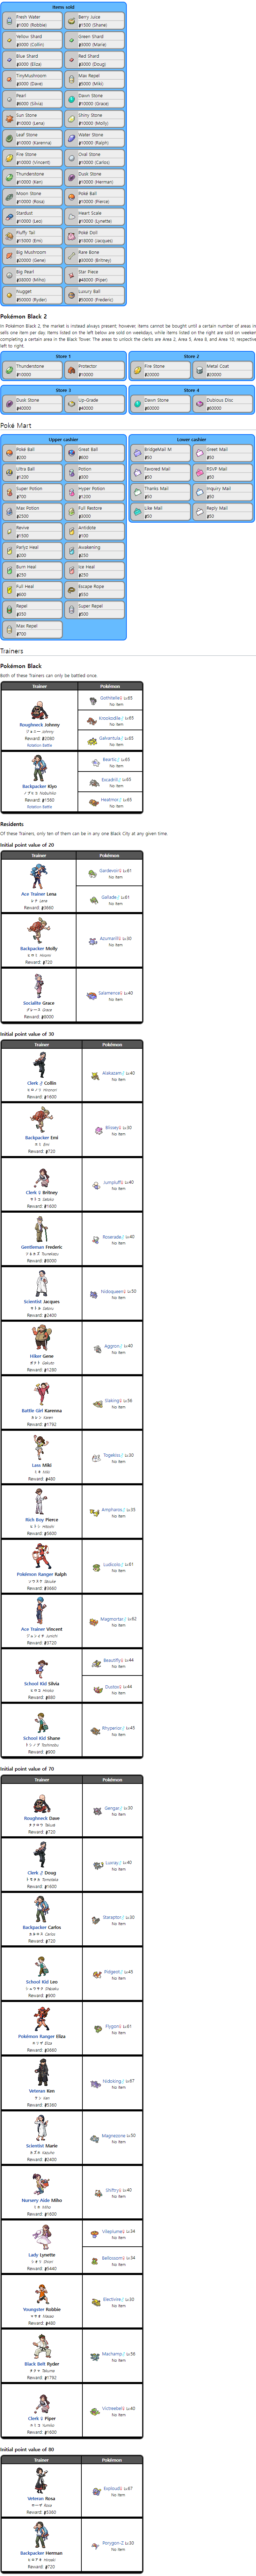 Items sold
Fresh Water
₽1000 (Robbie)
Berry Juice
₽1500 (Shane)
Yellow Shard
₽3000 (Collin)
Green Shard
₽3000 (Marie)
Blue Shard
₽3000 (Eliza)
Red Shard
₽3000 (Doug)
TinyMushroom
₽5000 (Dave)
Max Repel
₽5000 (Miki)
Pearl
₽6000 (Silvia)
Dawn Stone
₽10000 (Grace)
Sun Stone
₽10000 (Lena)
Shiny Stone
₽10000 (Molly)
Leaf Stone
₽10000 (Karenna)
Water Stone
₽10000 (Ralph)
Fire Stone
₽10000 (Vincent)
Oval Stone
₽10000 (Carlos)
Thunderstone
₽10000 (Ken)
Dusk Stone
₽10000 (Herman)
Moon Stone
₽10000 (Rosa)
Poké Ball
₽10000 (Pierce)
Stardust
₽10000 (Leo)
Heart Scale
₽10000 (Lynette)
Fluffy Tail
₽15000 (Emi)
Poké Doll
₽18000 (Jacques)
Big Mushroom
₽20000 (Gene)
Rare Bone
₽30000 (Britney)
Big Pearl
₽38000 (Miho)
Star Piece
₽48000 (Piper)
Nugget
₽50000 (Ryder)
Luxury Ball
₽50000 (Frederic)
Pokémon Black 2
In Pokémon Black 2, the market is instead always present; however, items cannot be bought until a certain number of areas in
sells one item per day. Items listed on the left below are sold on weekdays, while items listed on the right are sold on weeken
completing a certain area in the Black Tower. The areas to unlock the clerks are Area 2, Area 5, Area 8, and Area 10, respective
left to right.
Store 1
Thunderstone
₽10000
Protector
₽10000
Store 2
Fire Stone
₽20000
Metal Coat
₽20000
Store 3
Dusk Stone
₽40000
Up-Grade
₽40000
Store 4
Dawn Stone
₽60000
Dubious Disc
₽60000
Poké Mart
Upper cashier
Poké Ball
₽200
Great Ball
₽600
Ultra Ball
₽1200
Potion
₽300
Super Potion
₽700
Hyper Potion
₽1200
Max Potion
₽2500
Full Restore
₽3000
Revive
₽1500
Antidote
₽100
Parlyz Heal
₽200
Awakening
₽250
Burn Heal
₽250
Ice Heal
₽250
Full Heal
₽600
Escape Rope
₽550
Repel
₽350
Super Repel
₽500
Max Repel
₽700
Lower cashier
BridgeMail M
₽50
Greet Mail
₽50
Favored Mail
₽50
RSVP Mail
₽50
Thanks Mail
₽50
Inquiry Mail
₽50
Like Mail
₽50
Reply Mail
₽50
Trainers
Pokémon Black
Both of these Trainers can only be battled once.
Trainer
Pokémon
Roughneck Johnny
Johnny
Reward: ₽2080
Rotation Battle
Gothitelle♀ Lv.65
No item
Krookodile♂ Lv.65
No item
Galvantula♂ Lv.65
No item
Backpacker Kiyo
Nobuhiko
Reward: ₽1560
Rotation Battle
Beartic♂ Lv.65
No item
Excadrill♂ Lv.65
No item
Heatmor♂ Lv.65
No item
Residents
Of these Trainers, only ten of them can be in any one Black City at any given time.
Initial point value of 20
Trainer
Pokémon
Ace Trainer Lena
Reward: ₽3660
Gardevoir♀ Lv.61
No item
Gallade♂ Lv.61
No item
Backpacker Molly
Reward: ₽720
Azumarill♀ Lv.30
No item
Socialite Grace
Grace
Reward: ₽8000
Salamence♀ Lv.40
No item
Initial point value of 30
Trainer
Pokémon
Clerk ♂ Collin
Reward: ₽1600
Alakazam♂ Lv.40
No item
Backpacker Emi
Emi
Reward: ₽720
Blissey♀ Lv.30
No item
Clerk ♀ Britney
Reward: ₽1600
Jumpluff♀ Lv.40
No item
Gentleman Frederic
Reward: ₽8000
Roserade♂ Lv.40
No item
Scientist Jacques
Reward: ₽2400
Nidoqueen♀ Lv.50
No item
Hiker Gene
Reward: ₽1280
Aggron♂ Lv.40
No item
Battle Girl Karenna
Karen
Reward: ₽1792
Slaking♀ Lv.56
No item
Lass Miki
Miki
Reward: ₽480
Togekiss♂ Lv.30
No item
Rich Boy Pierce
Reward: ₽5600
Ampharos♂ Lv.35
No item
Pokémon Ranger Ralph
Reward: ₽3660
Ludicolo♂ Lv.61
No item
Ace Trainer Vincent
Reward: ₽3720
Magmortar♂ Lv.62
No item
School Kid Silvia
Reward: ₽880
Beautifly♀ Lv.44
No item
Dustox♀ Lv.44
No item
School Kid Shane
Reward: ₽900
Rhyperior♂ Lv.45
No item
Initial point value of 70
Trainer
Pokémon
Roughneck Dave
Reward: ₽720
Gengar♂ Lv.30
No item
Clerk ♂ Doug
Reward: ₽1600
Luxray♂ Lv.40
No item
Backpacker Carlos
Carlos
Reward: ₽720
Staraptor♂ Lv.30
No item
School Kid Leo
Reward: ₽900
Pidgeot♂ Lv.45
No item
Pokémon Ranger Eliza
Eliza
Reward: ₽3660
Flygon♀ Lv.61
No item
Veteran Ken
Ken
Reward: ₽5360
Nidoking♂ Lv.67
No item
Scientist Marie
Reward: ₽2400
Magnezone Lv.50
No item
Nursery Aide Miho
Miho
Reward: ₽1600
Shiftry♀ Lv.40
No item
Lady Lynette
Reward: ₽5440
Vileplume♀ Lv.34
No item
Bellossom♀ Lv.34
No item
Youngster Robbie
Reward: ₽480
Electivire♂ Lv.30
No item
Black Belt Ryder
Reward: ₽1792
Machamp♂ Lv.56
No item
Clerk ♀ Piper
Reward: ₽1600
Victreebel♀ Lv.40
No item
Initial point value of 80
Trainer
Pokémon
Veteran Rosa
Rosa
Reward: ₽5360
Exploud♀ Lv.67
No item
Backpacker Herman
Reward: ₽720
Porygon-Z Lv.30
No item